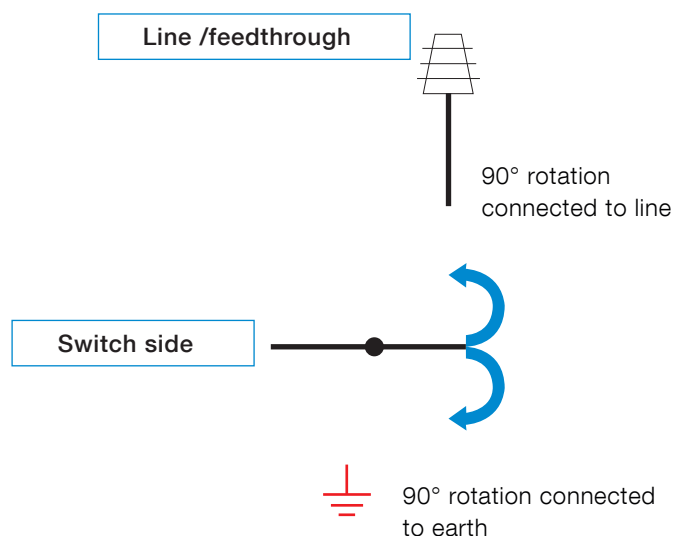 Line /feedthrough
90° rotation
connected to line
Switch side
90° rotation connected
to earth